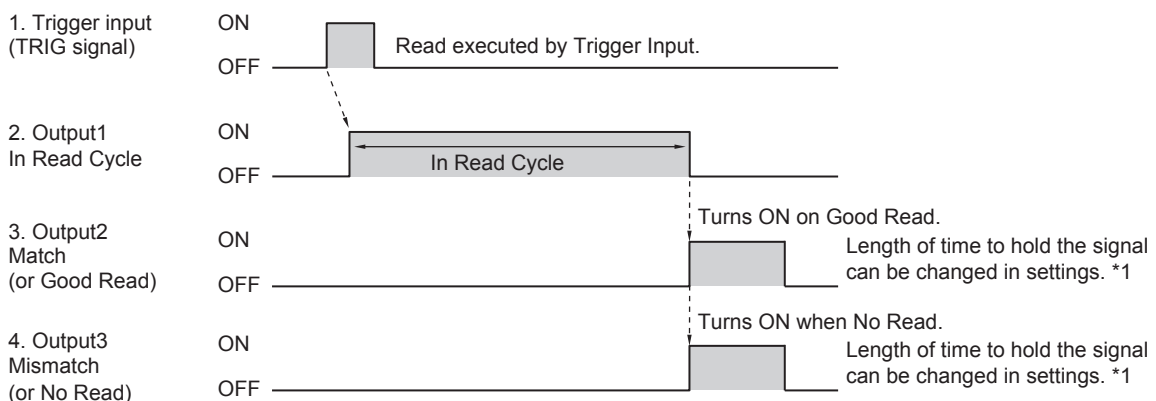 1. Trigger input
(TRIG signal)
ON
OFF
Read executed by Trigger Input.
2. Output1
In Read Cycle
ON
OFF
In Read Cycle
3. Output2
Match
(or Good Read)
ON
OFF
Turns ON on Good Read.
Length of time to hold the signal
can be changed in settings. *1
4. Output3
Mismatch
(or No Read)
ON
OFF
Turns ON when No Read.
Length of time to hold the signal
can be changed in settings. *1